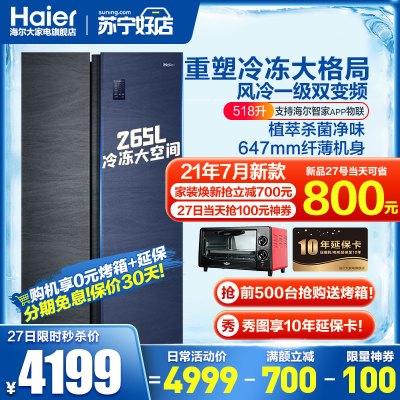 Haier
海尔大家电旗舰店
suning.com
苏宁好店
Haier
重塑冷冻大格局
风冷一级双变频
518升 支持海尔智家APP物联
植萃杀菌净味
647mm纤薄机身
265L
冷冻大空间
21年7月新款
家装焕新抢立减700元
27日当天抢100元神券
新品27号当天可省
800元
10年延保卡
购机享0元烤箱+延保
分期免息!保价30天!
抢 前500台抢购送烤箱!
秀 秀图享10年延保卡!
27日限时秒杀价
¥4199
日常活动价 满额立减 限量神券
=4999-700-100